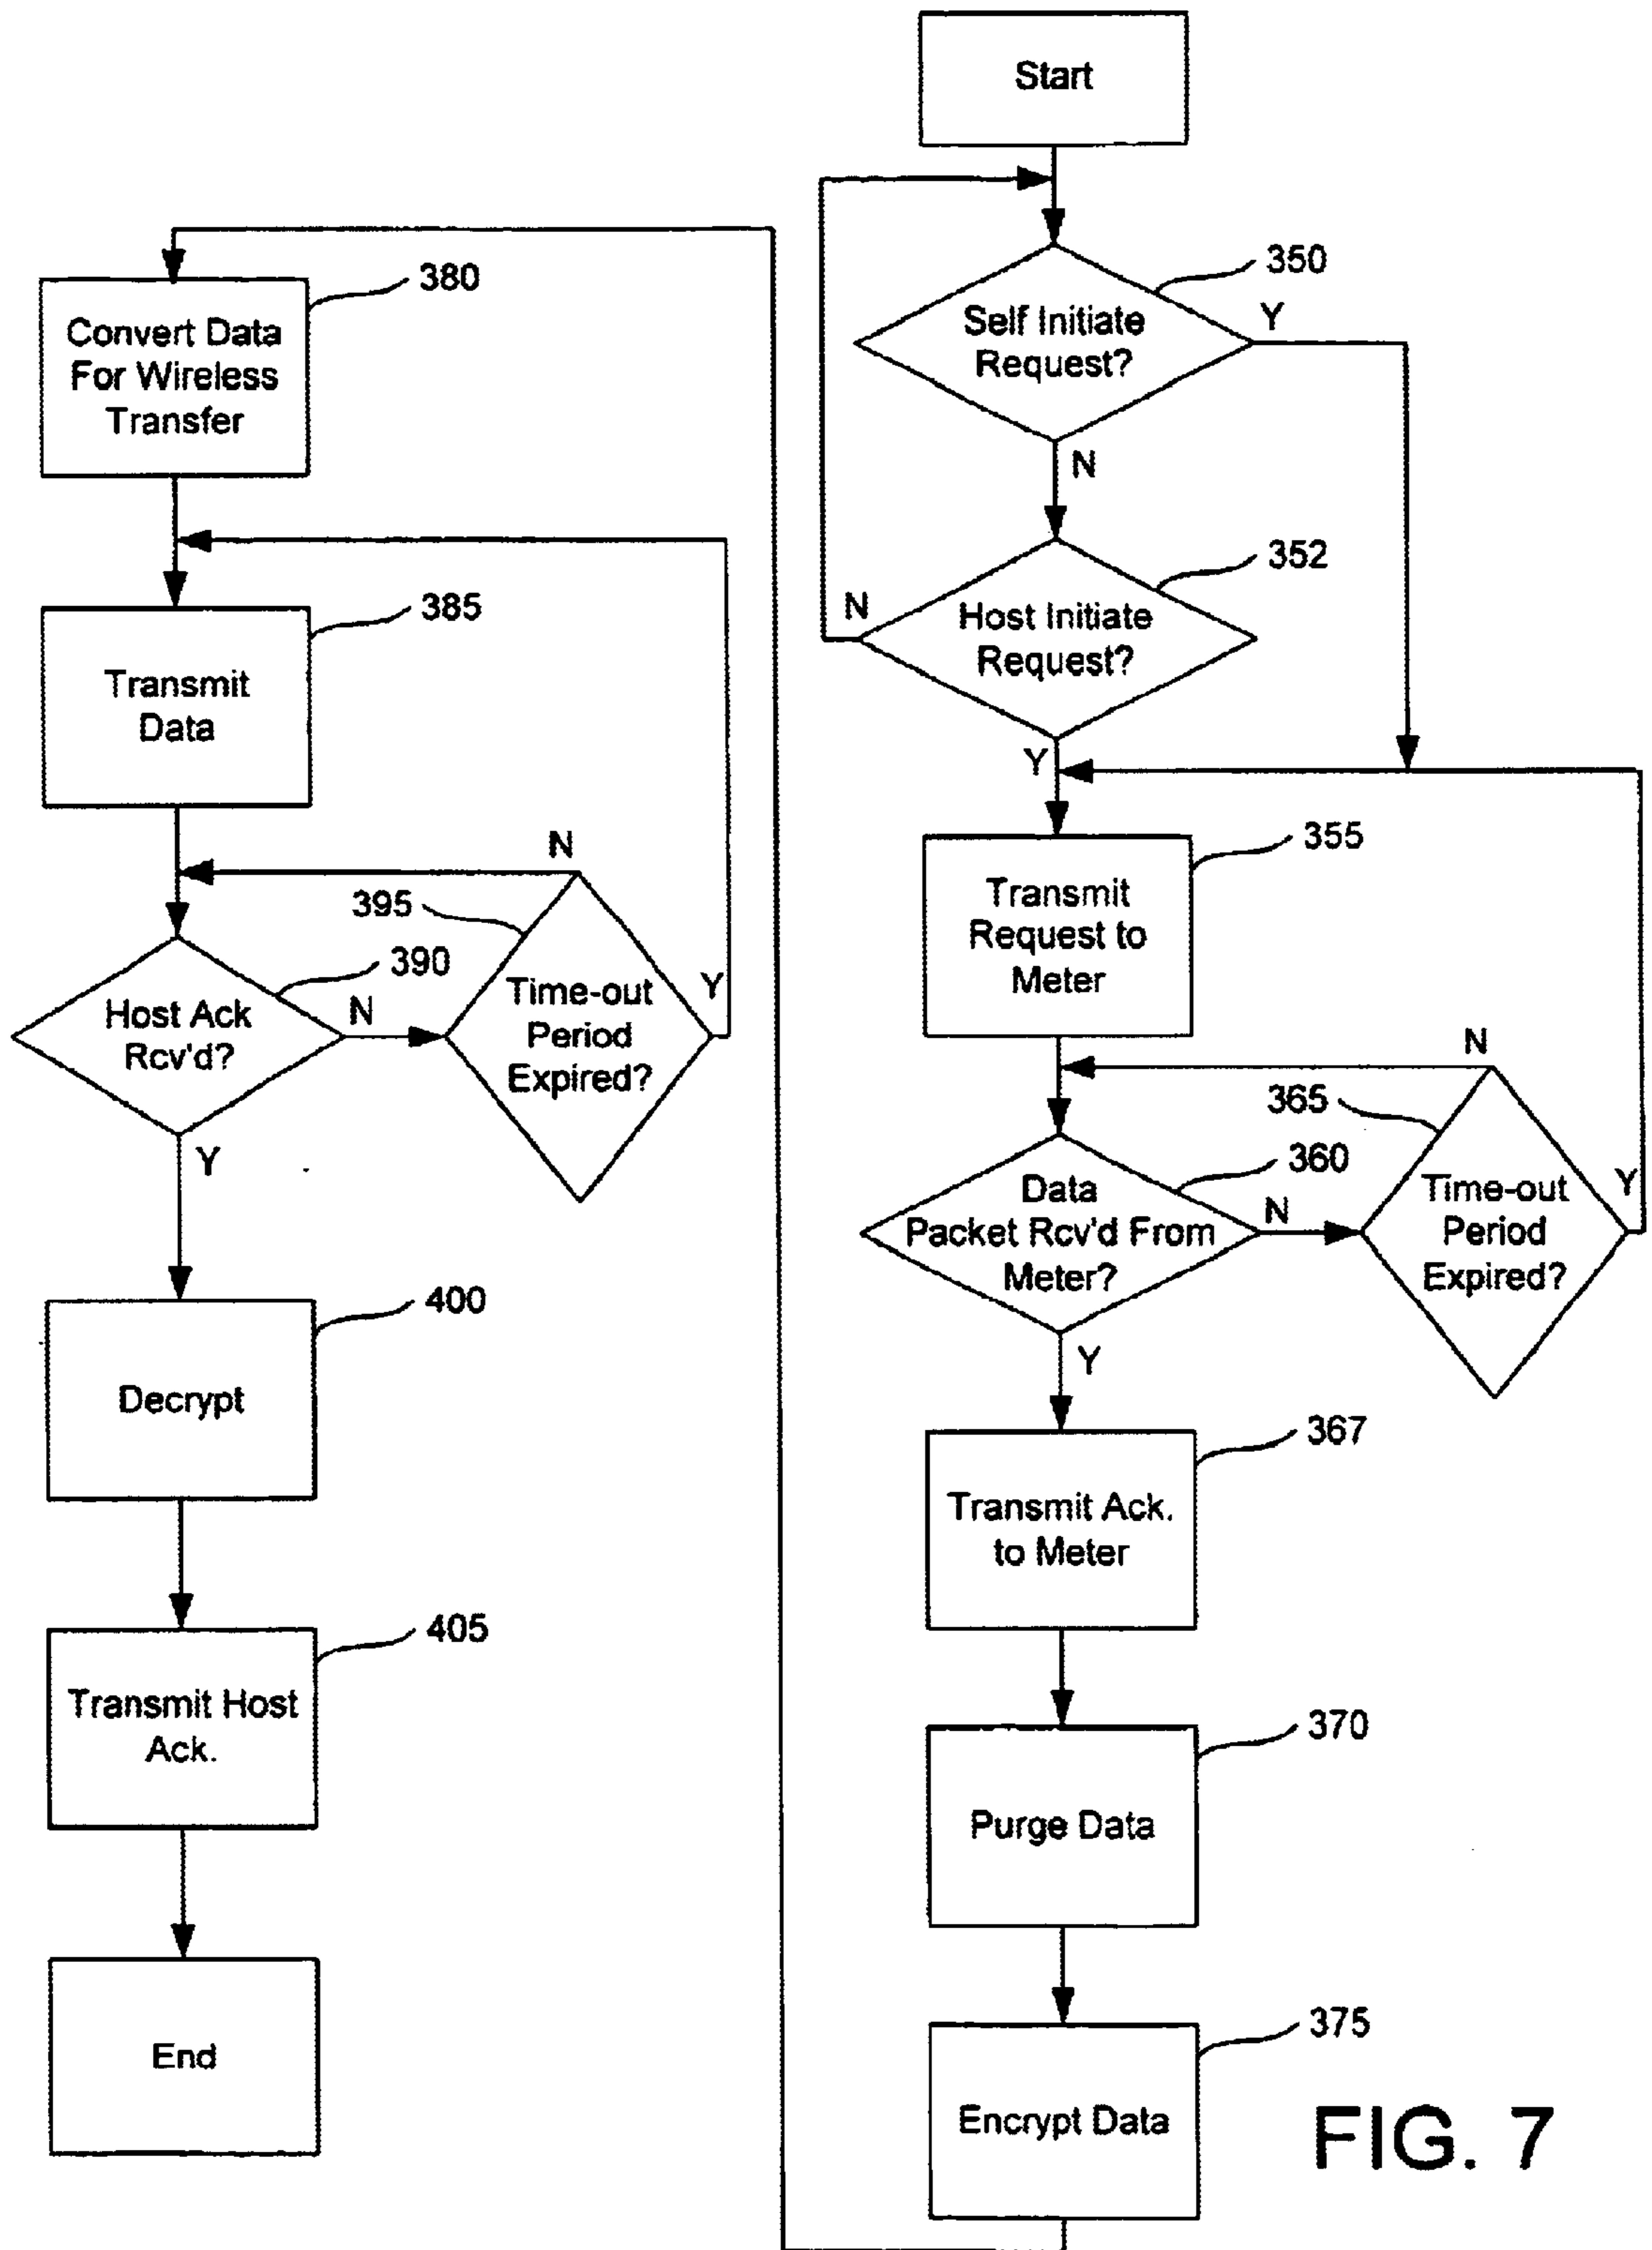 Start
350
Self Initiate
Request?
Y
N
352
Host Initiate
Request?
N
Y
355
Transmit
Request to
Meter
N
365
360
Data
Packet Rcv'd From
Meter?
N
Time-out
Period
Expired?
Y
Y
367
Transmit Ack.
to Meter
370
Purge Data
375
Encrypt Data
380
Convert Data
For Wireless
Transfer
385
Transmit
Data
N
395
390
Host Ack
Rcv'd?
N
Time-out
Period
Expired?
Y
Y
400
Decrypt
405
Transmit Host
Ack.
End
FIG. 7